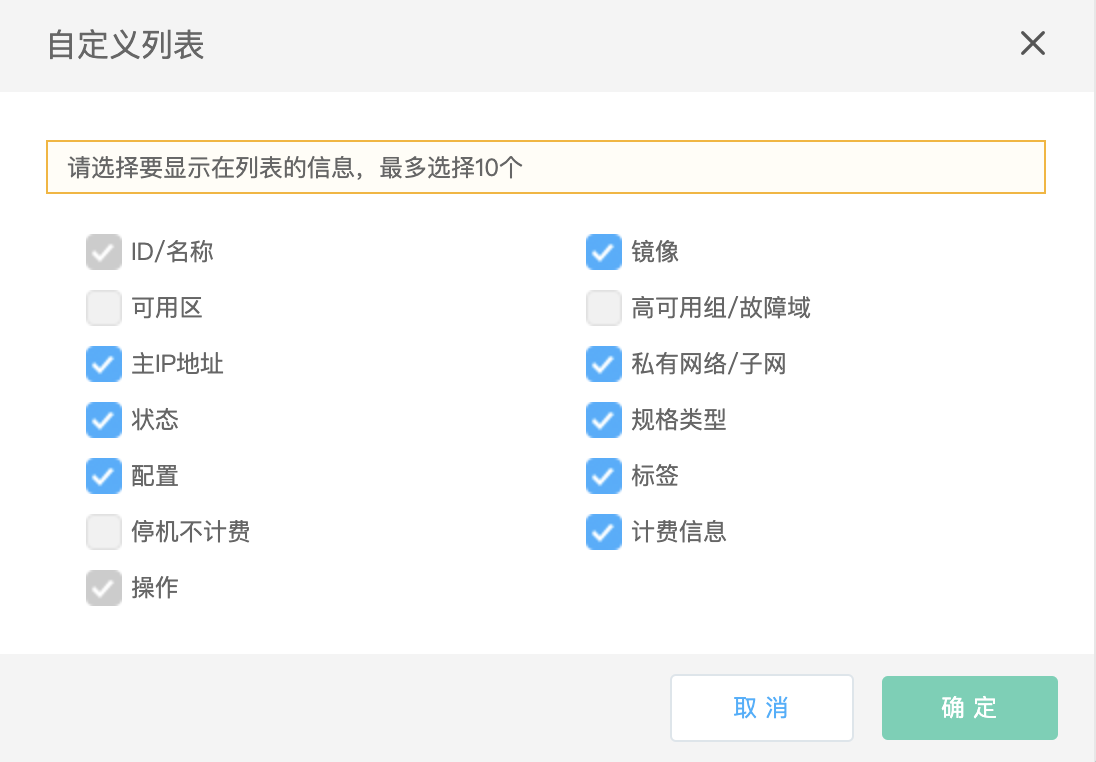 自定义列表
请选择要显示在列表的信息，最多选择10个
ID/名称
镜像
可用区
高可用组/故障域
主IP地址
私有网络/子网
状态
规格类型
配置
标签
停机不计费
计费信息
操作
取 消
确 定